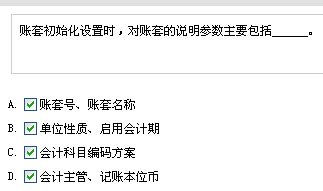 账套初始化设置时，对账套的说明参数主要包括______。
A. 账套号、账套名称
B. 单位性质、启用会计期
C. 会计科目编码方案
D. 会计主管、记账本位币